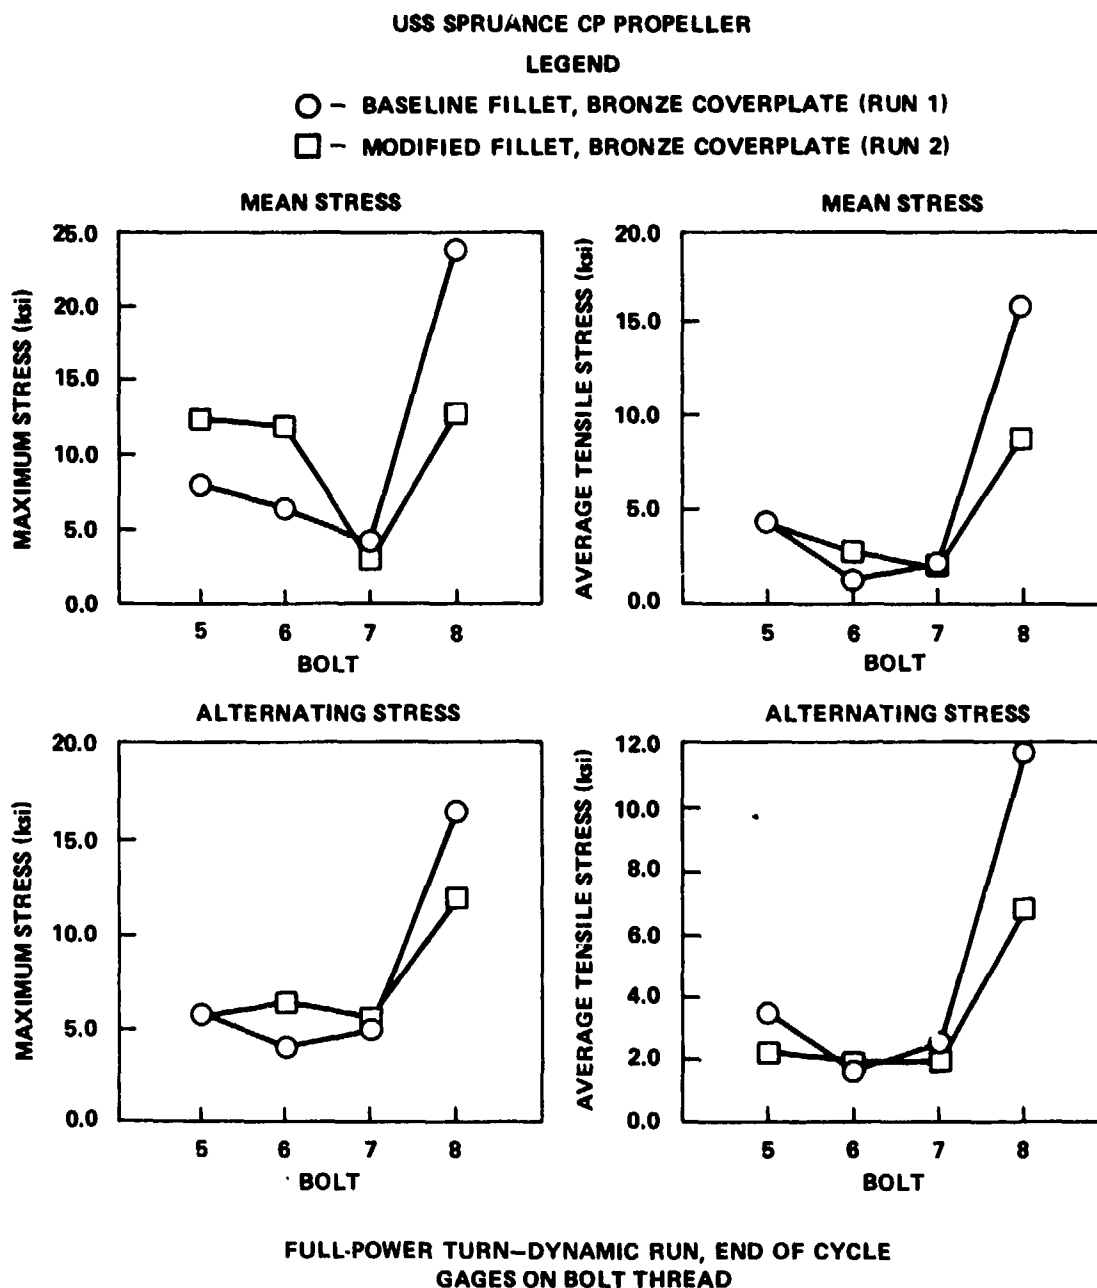 USS SPRUANCE CP PROPELLER
LEGEND
○ – BASELINE FILLET, BRONZE COVERPLATE (RUN 1)
□ – MODIFIED FILLET, BRONZE COVERPLATE (RUN 2)
MEAN STRESS
MAXIMUM STRESS (ksi)
25.0
20.0
15.0
10.0
5.0
0.0
5 6 7 8
BOLT
MEAN STRESS
AVERAGE TENSILE STRESS (ksi)
20.0
15.0
10.0
5.0
0.0
5 6 7 8
BOLT
ALTERNATING STRESS
MAXIMUM STRESS (ksi)
20.0
15.0
10.0
5.0
0.0
5 6 7 8
BOLT
ALTERNATING STRESS
AVERAGE TENSILE STRESS (ksi)
12.0
10.0
8.0
6.0
4.0
2.0
0.0
5 6 7 8
BOLT
FULL-POWER TURN–DYNAMIC RUN, END OF CYCLE
GAGES ON BOLT THREAD